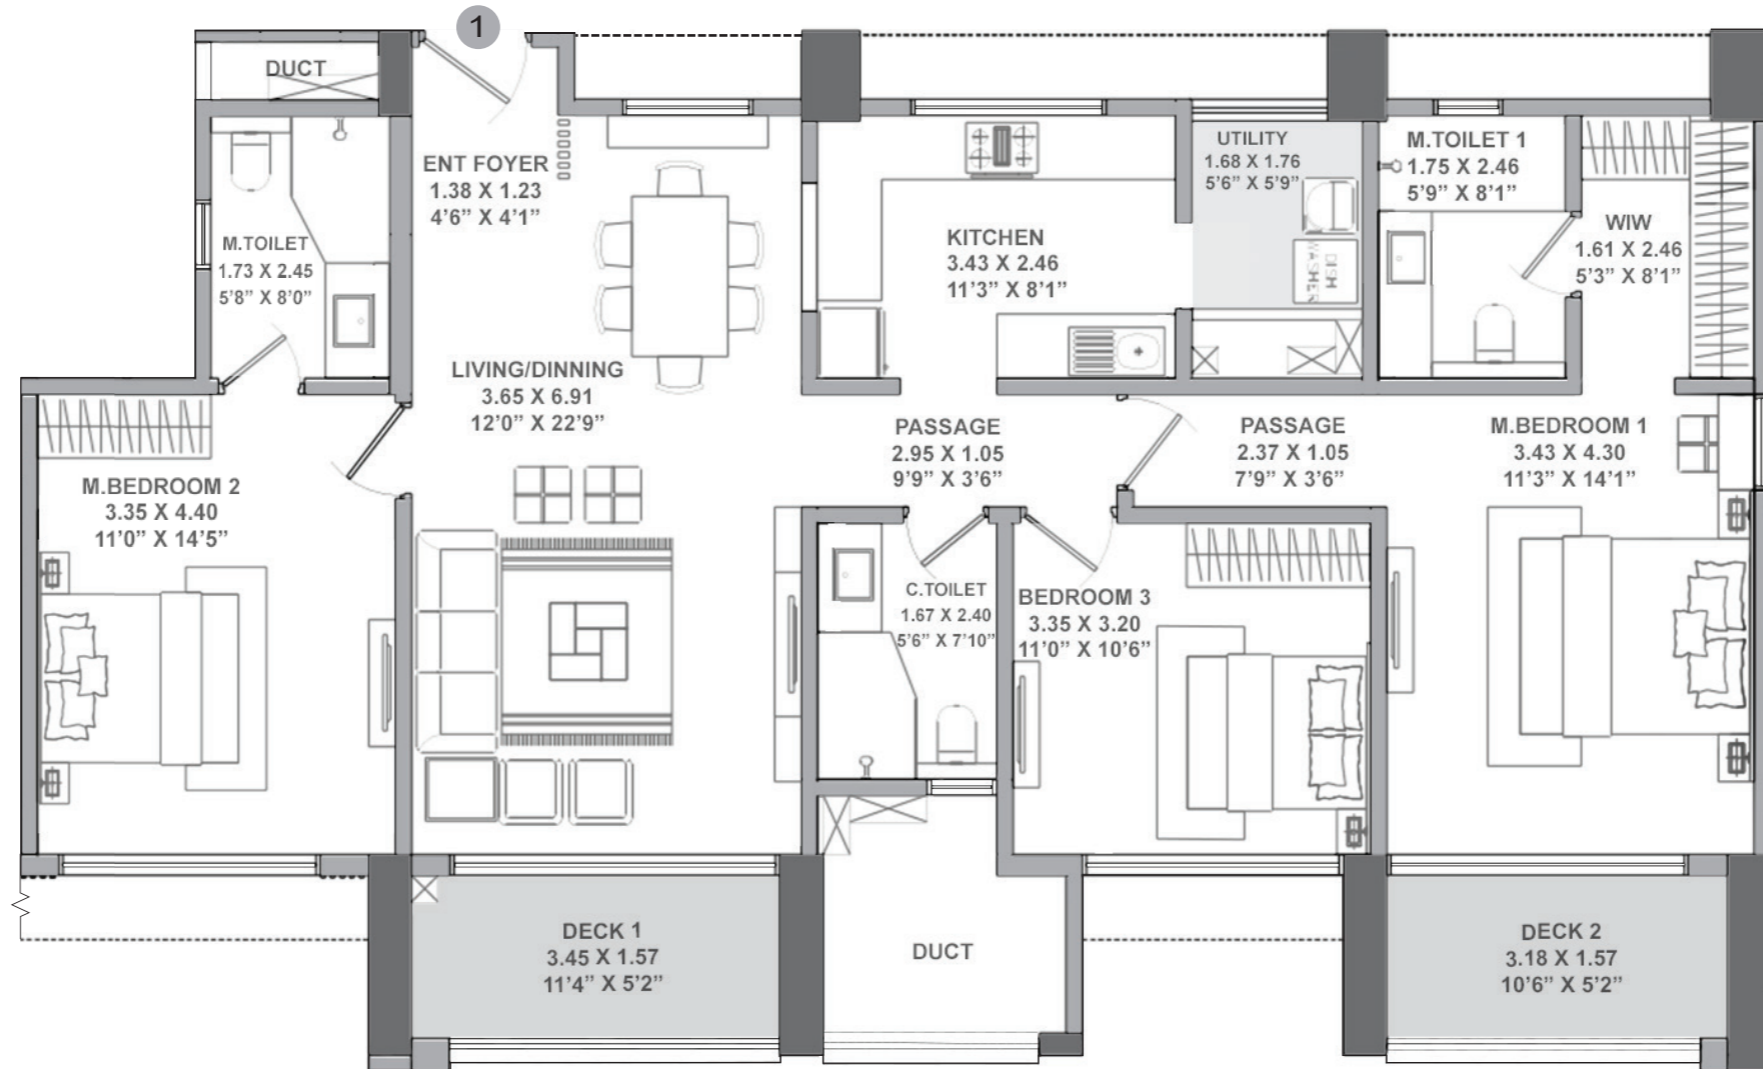 1
DUCT
ENT FOYER
1.38 X 1.23
4'6” X 4'1”
M.TOILET
1.73 X 2.45
5'8” X 8'0”
KITCHEN
3.43 X 2.46
11'3” X 8'1”
UTILITY
1.68 X 1.76
5'6” X 5'9”
DISH
WASHER
M.TOILET 1
1.75 X 2.46
5'9” X 8'1”
WIW
1.61 X 2.46
5'3” X 8'1”
LIVING/DINNING
3.65 X 6.91
12'0” X 22'9”
PASSAGE
2.95 X 1.05
9'9” X 3'6”
PASSAGE
2.37 X 1.05
7'9” X 3'6”
M.BEDROOM 1
3.43 X 4.30
11'3” X 14'1”
M.BEDROOM 2
3.35 X 4.40
11'0” X 14'5”
C.TOILET
1.67 X 2.40
5'6” X 7'10”
BEDROOM 3
3.35 X 3.20
11'0” X 10'6”
DECK 1
3.45 X 1.57
11'4” X 5'2”
DUCT
DECK 2
3.18 X 1.57
10'6” X 5'2”